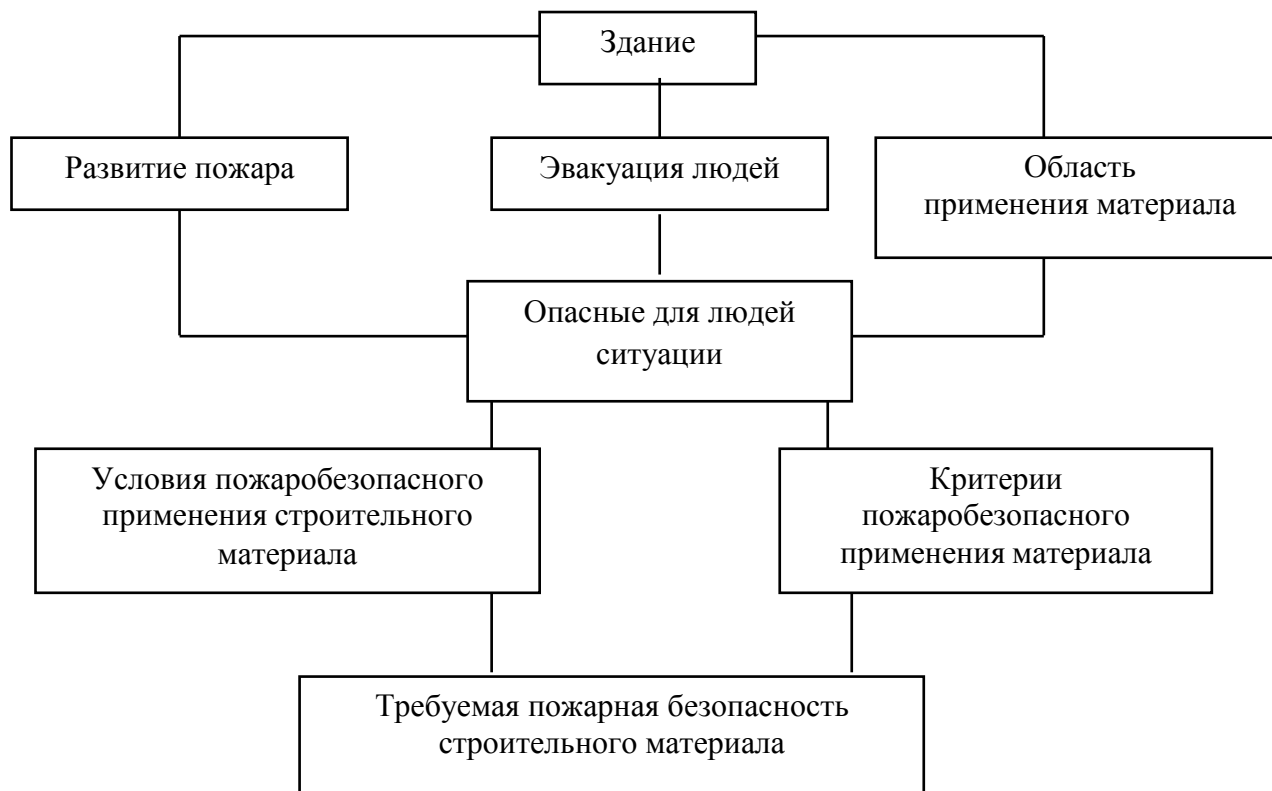 Здание
Развитие пожара
Эвакуация людей
Область
применения материала
Опасные для людей
ситуации
Условия пожаробезопасного
применения строительного
материала
Критерии
пожаробезопасного
применения материала
Требуемая пожарная безопасность
строительного материала